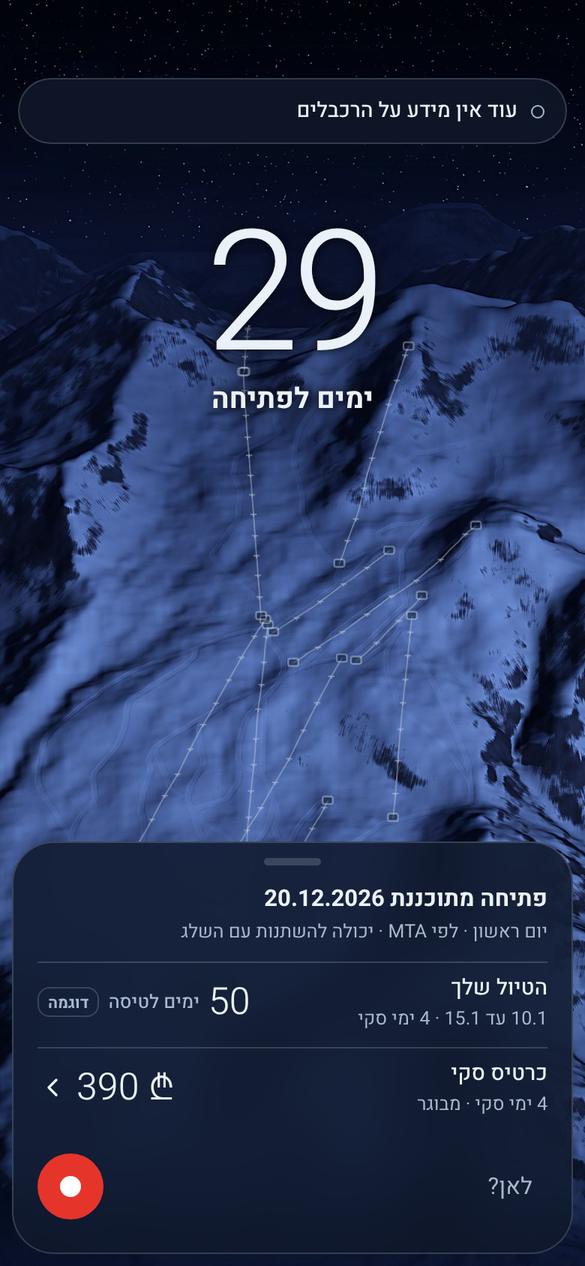 עוד אין מידע על הרכבלים
29
ימים לפתיחה
פתיחה מתוכננת 20.12.2026
יום ראשון · לפי MTA · יכולה להשתנות עם השלג
הטיול שלך
10.1 עד 15.1 · 4 ימי סקי
50 ימים לטיסה
דוגמה
כרטיס סקי
4 ימי סקי · מבוגר
₾ 390
לאן?